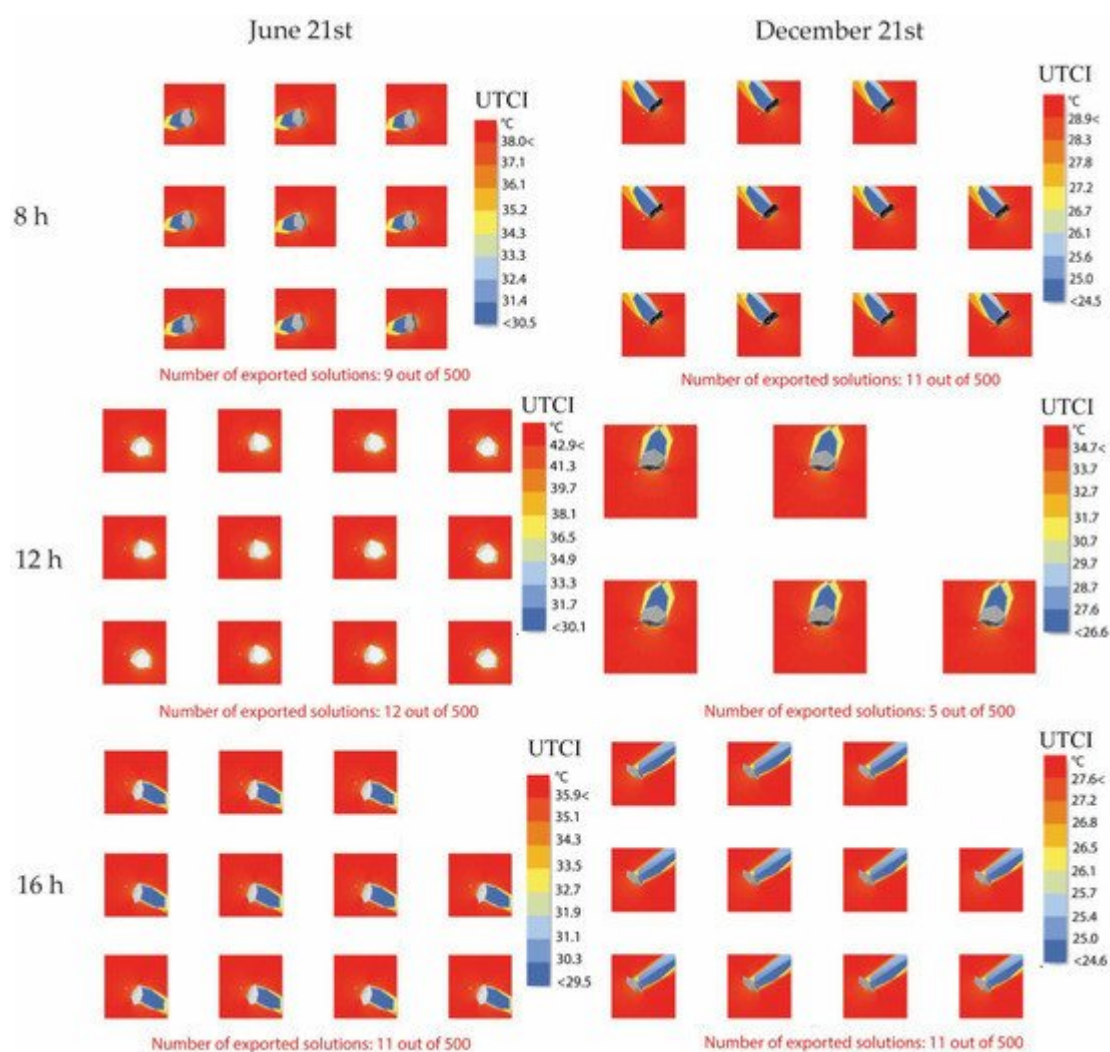 June 21st
December 21st
8 h
UTCI
°C
38.0<
37.1
36.1
35.2
34.3
33.3
32.4
31.4
<30.5
Number of exported solutions: 9 out of 500
UTCI
°C
28.9<
28.3
27.8
27.2
26.7
26.1
25.6
25.0
<24.5
Number of exported solutions: 11 out of 500
12 h
UTCI
°C
42.9<
41.3
39.7
38.1
36.5
34.9
33.3
31.7
<30.1
Number of exported solutions: 12 out of 500
UTCI
°C
34.7<
33.7
32.7
31.7
30.7
29.7
28.7
27.6
<26.6
Number of exported solutions: 5 out of 500
16 h
UTCI
°C
35.9<
35.1
34.3
33.5
32.7
31.9
31.1
30.3
<29.5
Number of exported solutions: 11 out of 500
UTCI
°C
27.6<
27.2
26.8
26.5
26.1
25.7
25.4
25.0
<24.6
Number of exported solutions: 11 out of 500